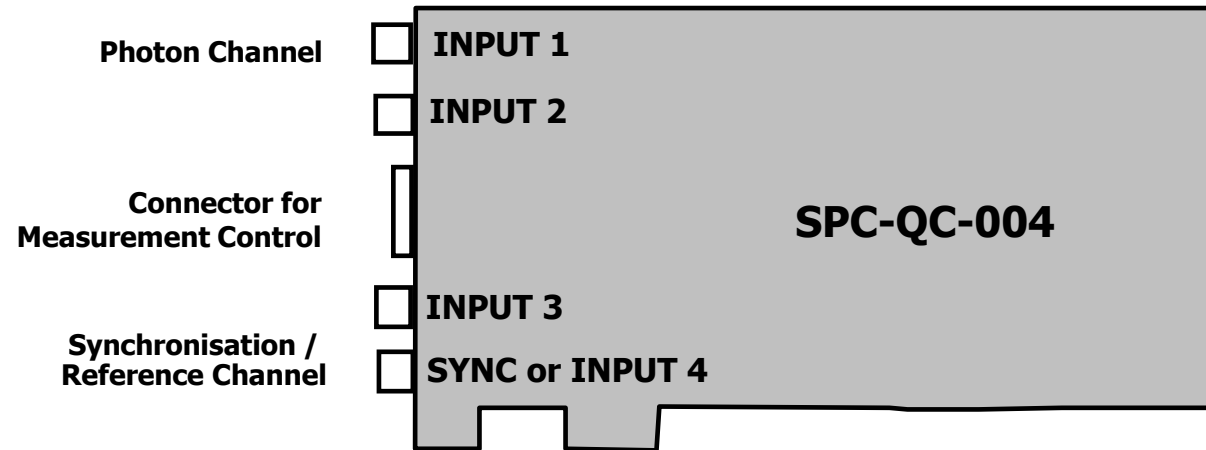 Photon Channel
INPUT 1
INPUT 2
Connector for
Measurement Control
SPC-QC-004
INPUT 3
Synchronisation /
Reference Channel
SYNC or INPUT 4